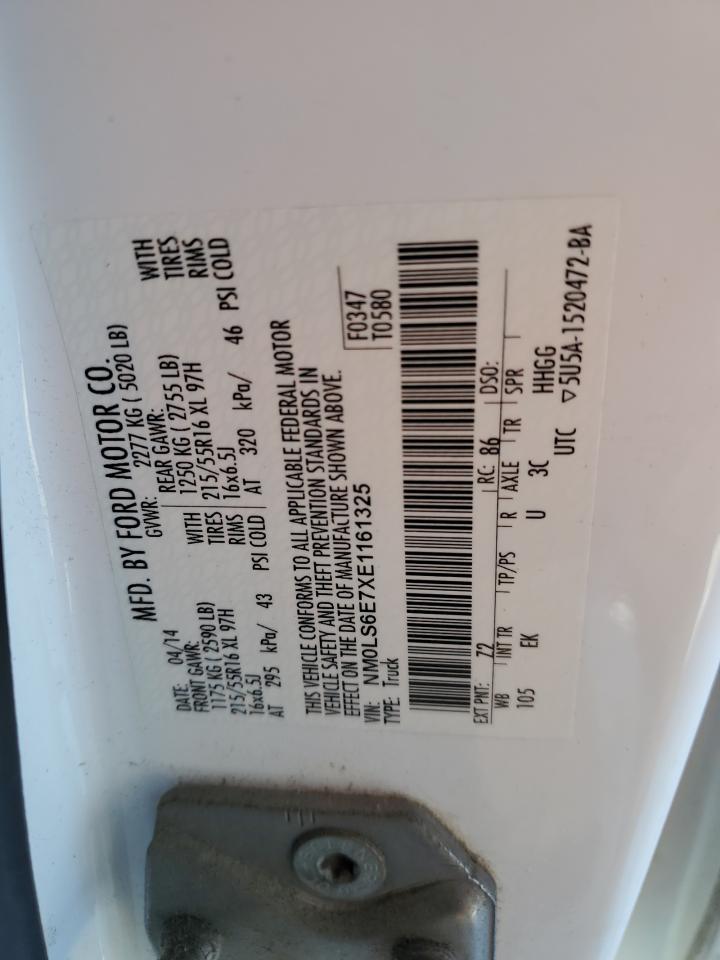 MFD. BY FORD MOTOR CO.
DATE: 04/14 GVWR: 2277 KG ( 5020 LB)
FRONT GAWR: REAR GAWR:
1175 KG ( 2590 LB) WITH 1250 KG ( 2755 LB) WITH
215/55R16 XL 97H TIRES 215/55R16 XL 97H TIRES
16x6.5J RIMS 16x6.5J RIMS
AT 295 kPa/ 43 PSI COLD AT 320 kPa/ 46 PSI COLD
THIS VEHICLE CONFORMS TO ALL APPLICABLE FEDERAL MOTOR
VEHICLE SAFETY AND THEFT PREVENTION STANDARDS IN
EFFECT ON THE DATE OF MANUFACTURE SHOWN ABOVE.
VIN: NM0LS6E7XE1161325 F0347
TYPE: Truck T0580
EXT PNT: Z2 RC: 86 DSO:
WB INT TR TP/PS R AXLE TR SPR
105 EK U 3C HHGG
UTC ▽5U5A-1520472-BA